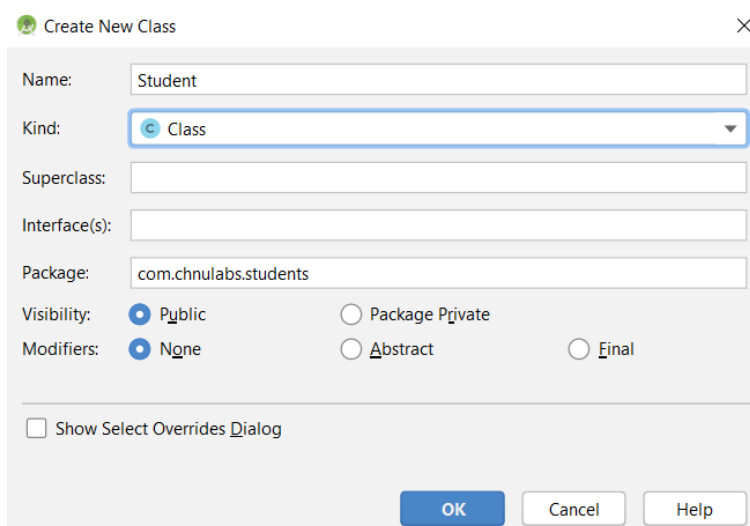 Create New Class
Name: Student
Kind: C Class
Superclass:
Interface(s):
Package: com.chnulabs.students
Visibility: Public Package Private
Modifiers: None Abstract Final
Show Select Overrides Dialog
OK Cancel Help